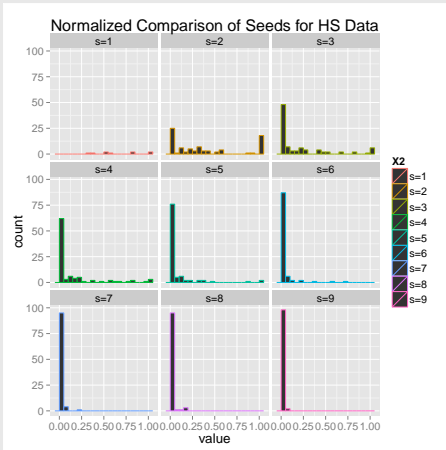 Normalized Comparison of Seeds for HS Data
s=1 s=2 s=3
100
75
50
25
0
s=4 s=5 s=6
100
75
50
25
0
s=7 s=8 s=9
100
75
50
25
0
0.00 0.25 0.50 0.75 1.00 0.00 0.25 0.50 0.75 1.00 0.00 0.25 0.50 0.75 1.00
value
count
X2
s=1
s=2
s=3
s=4
s=5
s=6
s=7
s=8
s=9